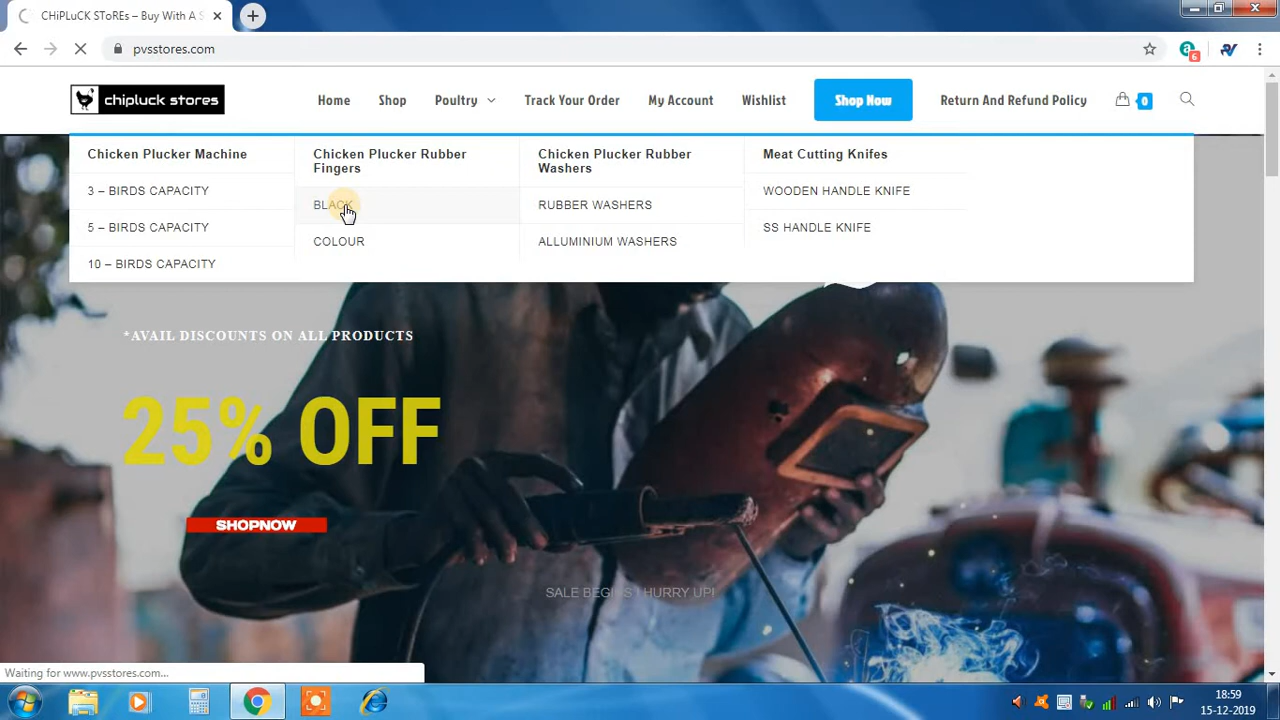 CHiPLuCK SToREs – Buy With A S
pvsstores.com
6
chipluck stores
Home
Shop
Poultry
Track Your Order
My Account
Wishlist
Shop Now
Return And Refund Policy
0
Chicken Plucker Machine
3 – BIRDS CAPACITY
5 – BIRDS CAPACITY
10 – BIRDS CAPACITY
Chicken Plucker Rubber
Fingers
BLACK
COLOUR
Chicken Plucker Rubber
Washers
RUBBER WASHERS
ALLUMINIUM WASHERS
Meat Cutting Knifes
WOODEN HANDLE KNIFE
SS HANDLE KNIFE
*AVAIL DISCOUNTS ON ALL PRODUCTS
25% OFF
SHOPNOW
SALE BEGINS ! HURRY UP!
Waiting for www.pvsstores.com...
18:59
15-12-2019